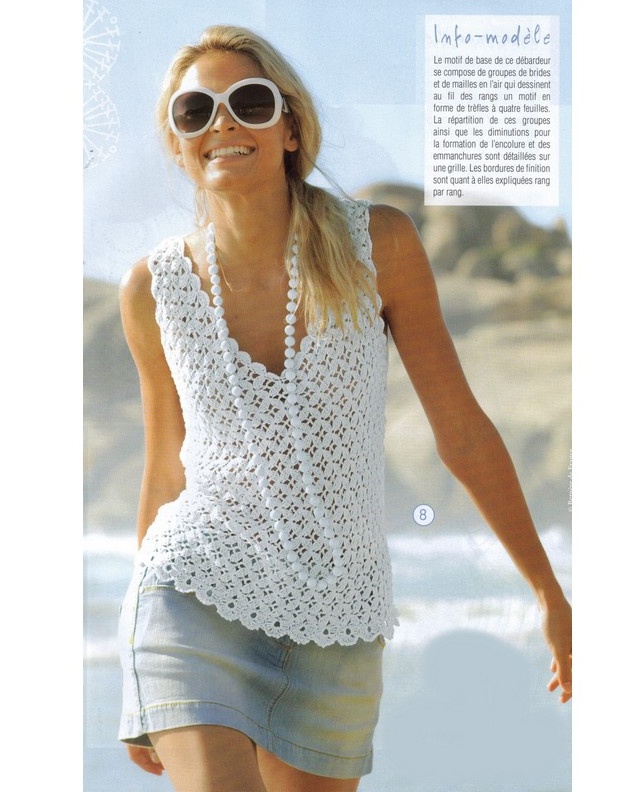 Info-modèle
Le motif de base de ce débardeur
se compose de groupes de brides
et de mailles en l'air qui dessinent
au fil des rangs un motif en
forme de trèfles à quatre feuilles.
La répartition de ces groupes
ainsi que les diminutions pour
la formation de l'encolure et des
emmanchures sont détaillées sur
une grille. Les bordures de finition
sont quant à elles expliquées rang
par rang.
8